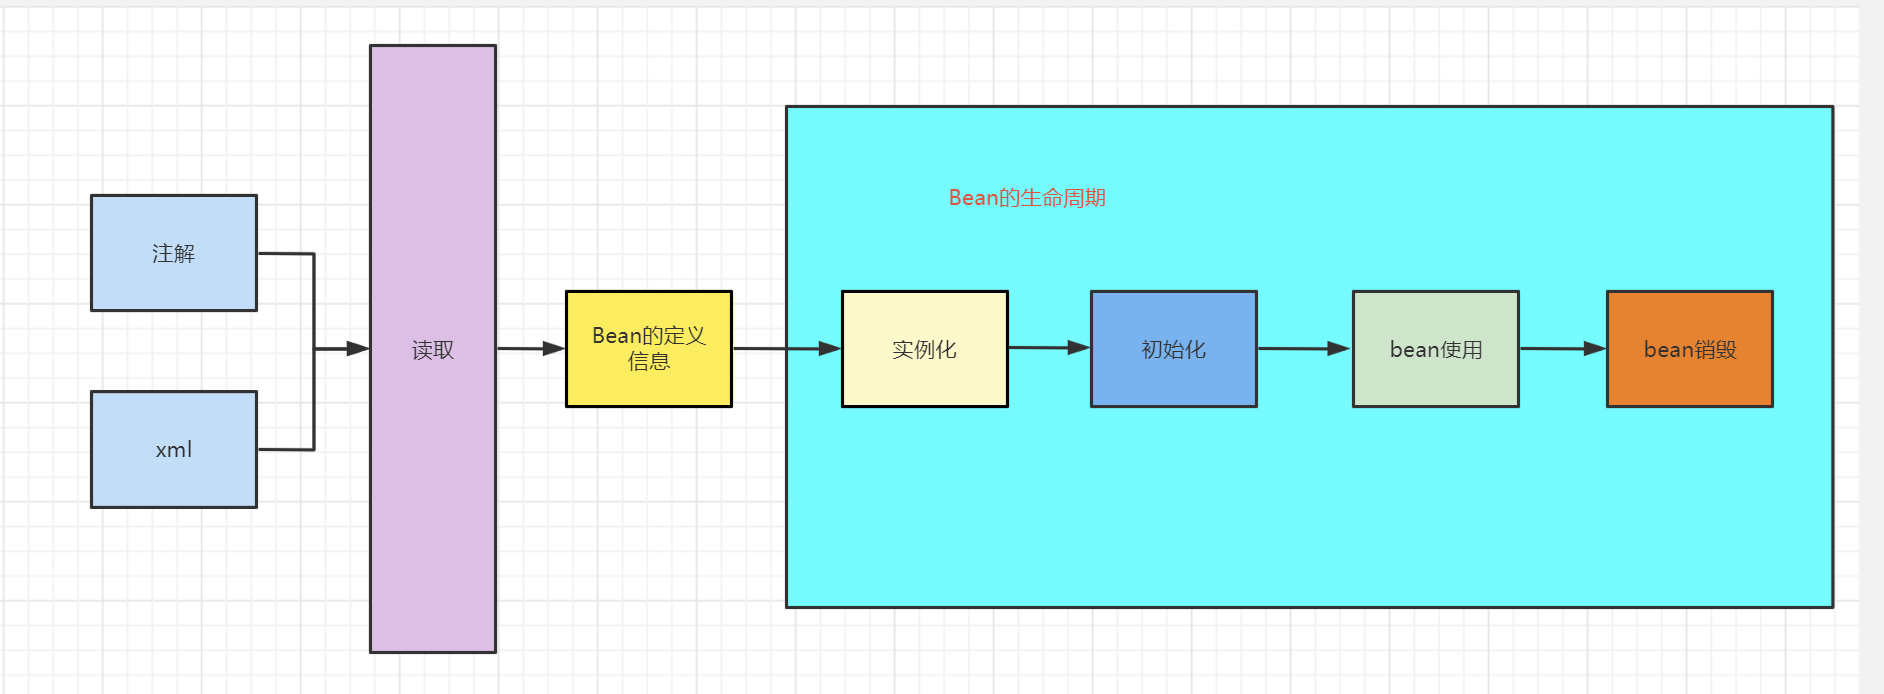 Bean的生命周期
注解
读取
Bean的定义
信息
实例化
初始化
bean使用
bean销毁
xml